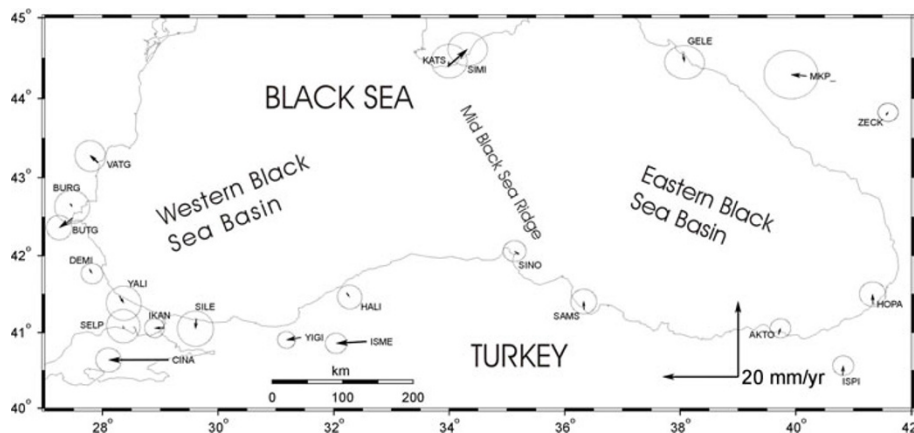 45
44
43
42
41
40
GELE
KATS
SIMI
MKP_
BLACK SEA
ZECK
Mid Black Sea Ridge
VATG
Western Black
Sea Basin
Eastern Black
Sea Basin
BURG
BUTG
DEMI
SINO
YALI
IKAN
SILE
HALI
SAMS
HOPA
SELP
AKTO
YIGI
ISME
CINA
TURKEY
20 mm/yr
ISPI
km
0 100 200
28 30 32 34 36 38 40 42